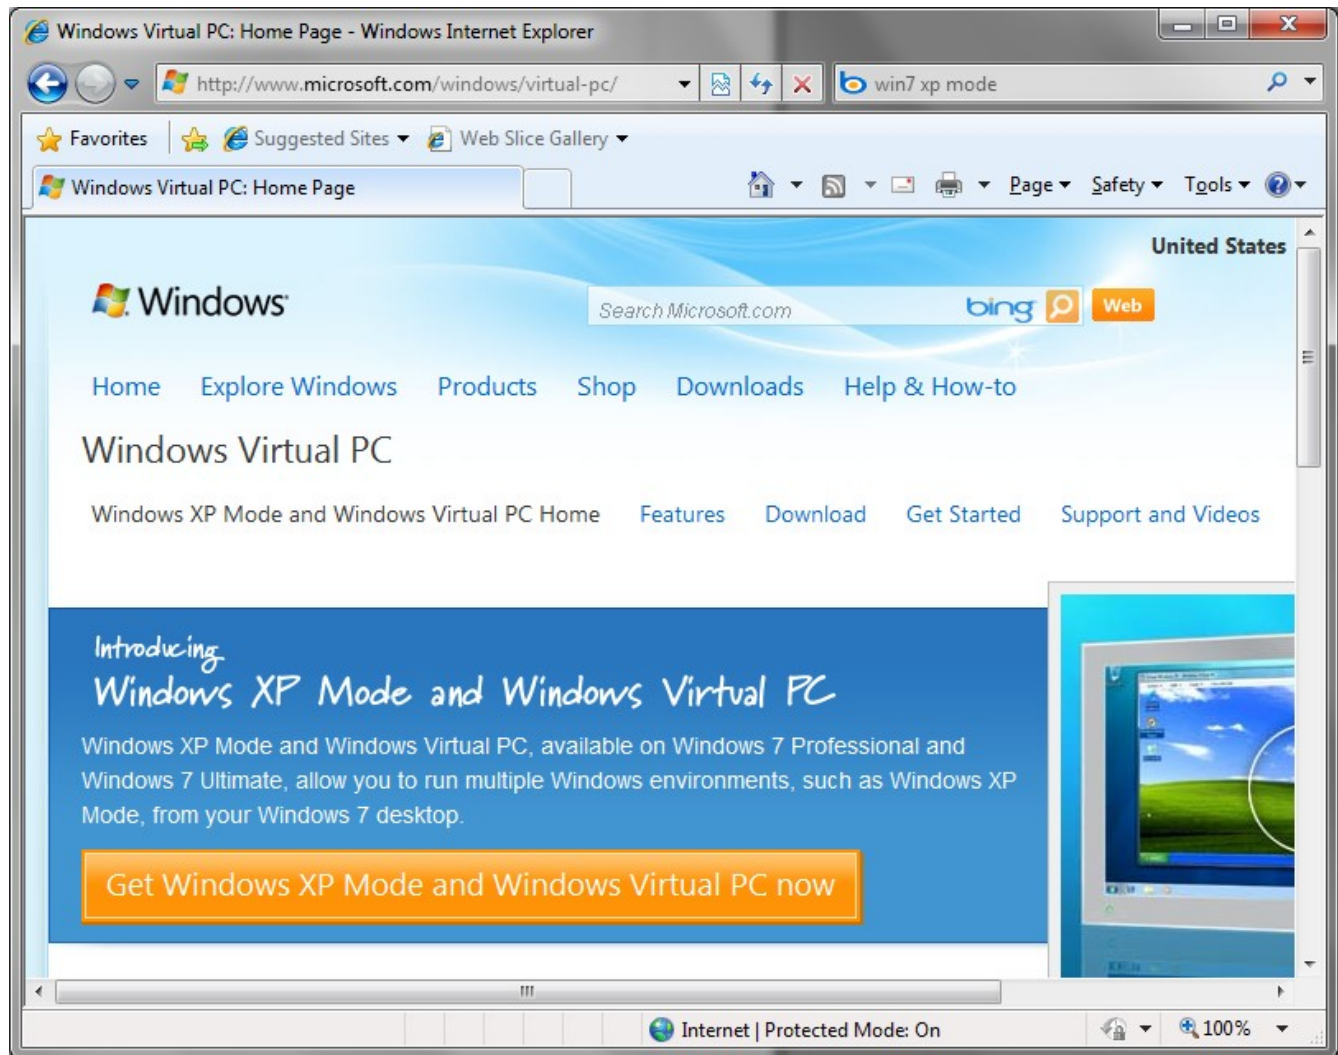 Windows Virtual PC: Home Page - Windows Internet Explorer
http://www.microsoft.com/windows/virtual-pc/ win7 xp mode
Favorites Suggested Sites Web Slice Gallery
Windows Virtual PC: Home Page Page Safety Tools
United States
Windows Search Microsoft.com bing Web
Home Explore Windows Products Shop Downloads Help & How-to
Windows Virtual PC
Windows XP Mode and Windows Virtual PC Home Features Download Get Started Support and Videos
Introducing
Windows XP Mode and Windows Virtual PC
Windows XP Mode and Windows Virtual PC, available on Windows 7 Professional and
Windows 7 Ultimate, allow you to run multiple Windows environments, such as Windows XP
Mode, from your Windows 7 desktop.
Get Windows XP Mode and Windows Virtual PC now
Internet | Protected Mode: On 100%